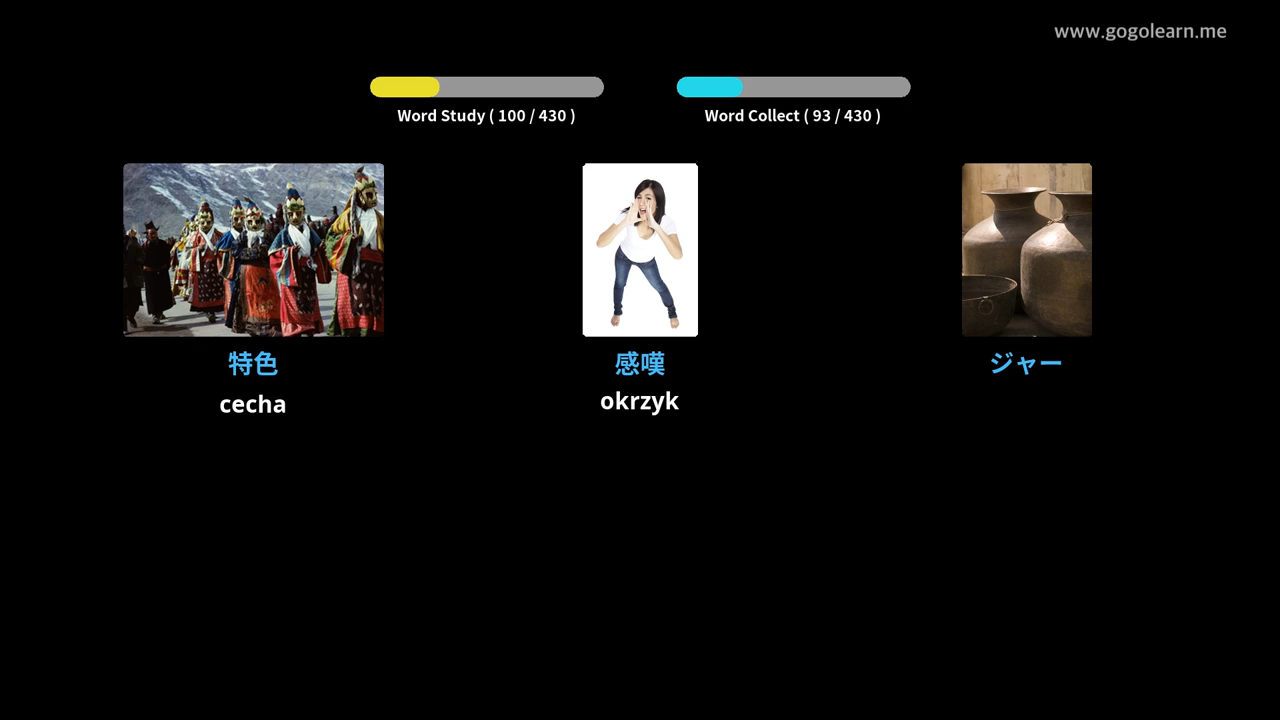 www.gogolearn.me
Word Study ( 100 / 430 )
Word Collect ( 93 / 430 )
特色
cecha
感嘆
okrzyk
ジャー